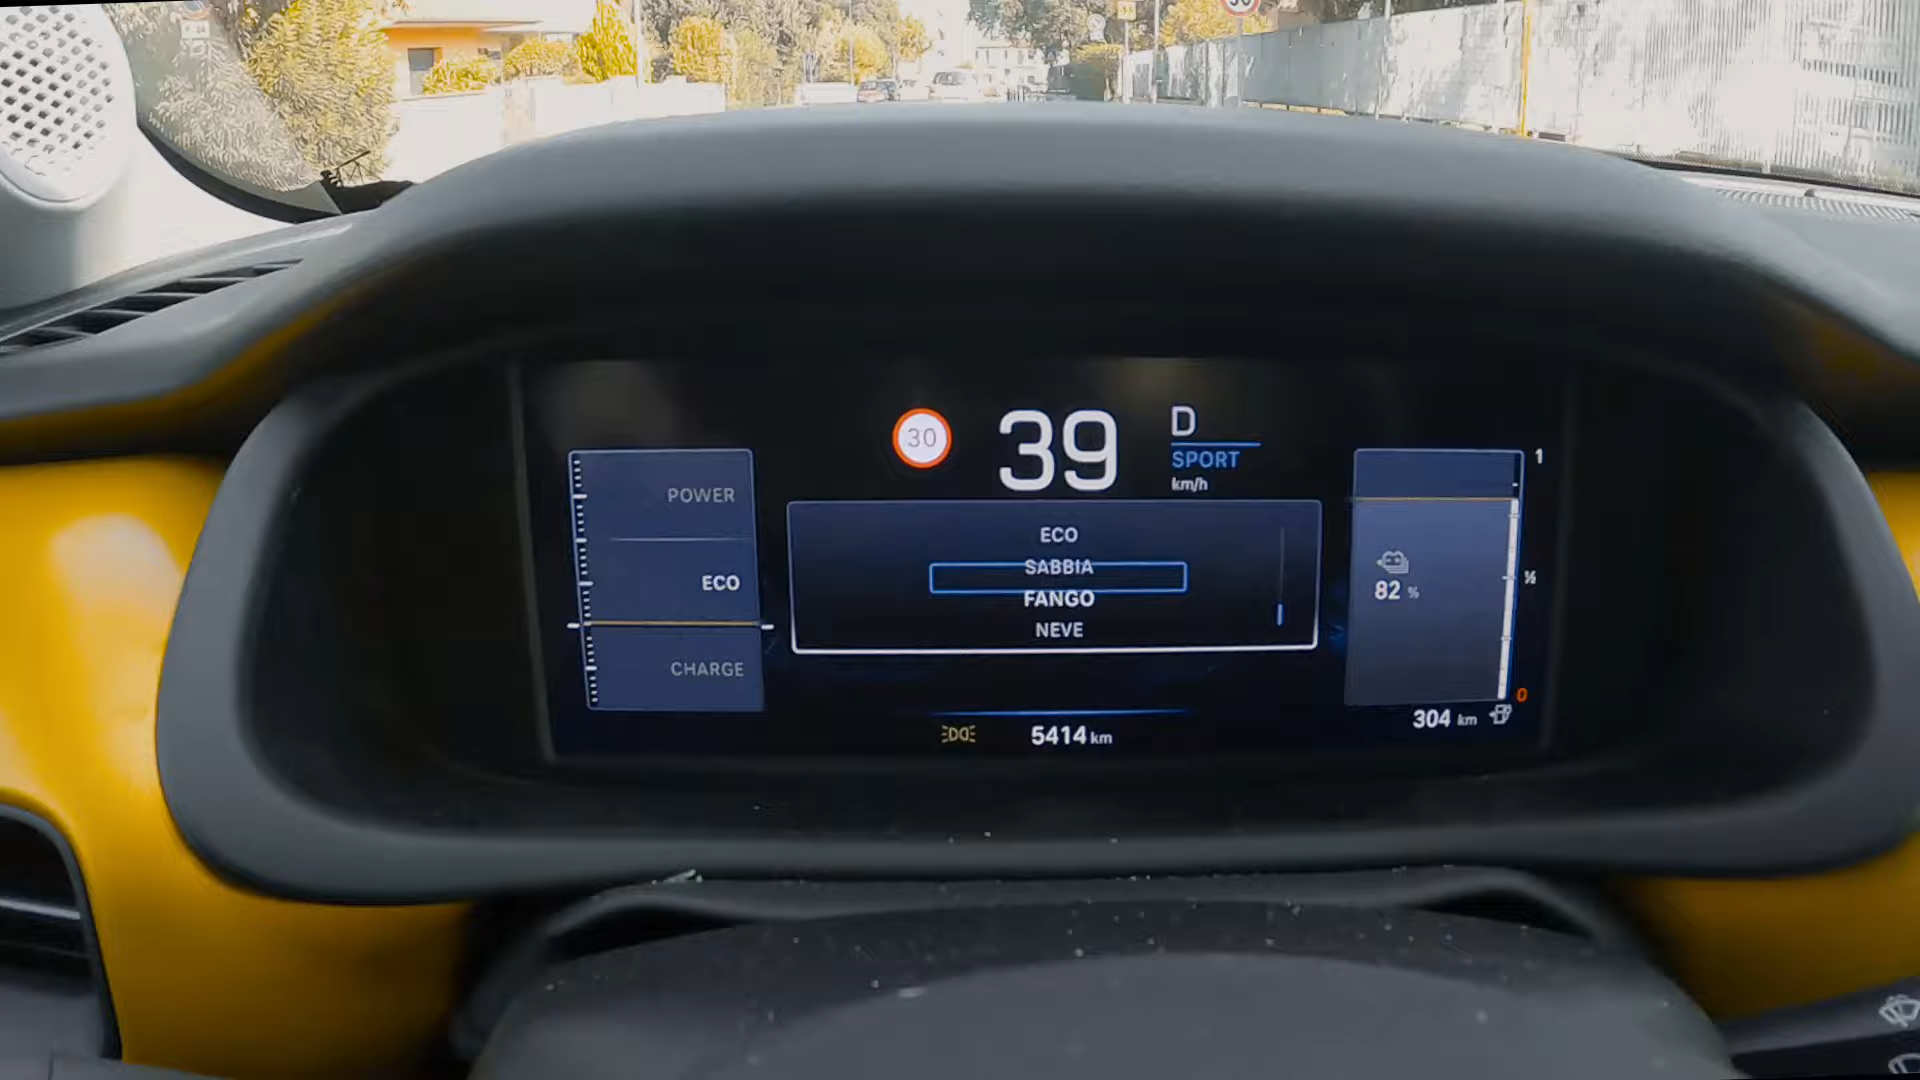 30
39
D
SPORT
km/h
POWER
ECO
CHARGE
ECO
SABBIA
FANGO
NEVE
1
½
82 %
0
304 km
5414 km